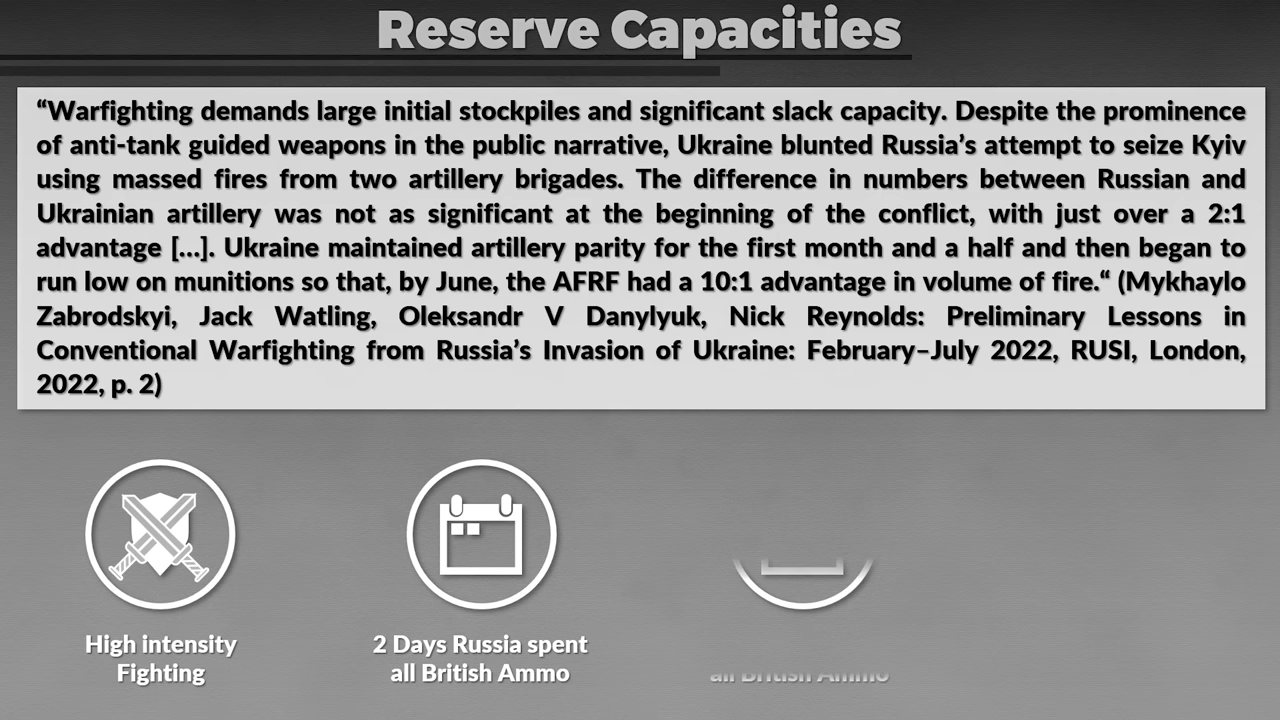 Reserve Capacities
“Warfighting demands large initial stockpiles and significant slack capacity. Despite the prominence
of anti-tank guided weapons in the public narrative, Ukraine blunted Russia’s attempt to seize Kyiv
using massed fires from two artillery brigades. The difference in numbers between Russian and
Ukrainian artillery was not as significant at the beginning of the conflict, with just over a 2:1
advantage [...]. Ukraine maintained artillery parity for the first month and a half and then began to
run low on munitions so that, by June, the AFRF had a 10:1 advantage in volume of fire.“ (Mykhaylo
Zabrodskyi, Jack Watling, Oleksandr V Danylyuk, Nick Reynolds: Preliminary Lessons in
Conventional Warfighting from Russia’s Invasion of Ukraine: February–July 2022, RUSI, London,
2022, p. 2)
High intensity
Fighting
2 Days Russia spent
all British Ammo
all British Ammo